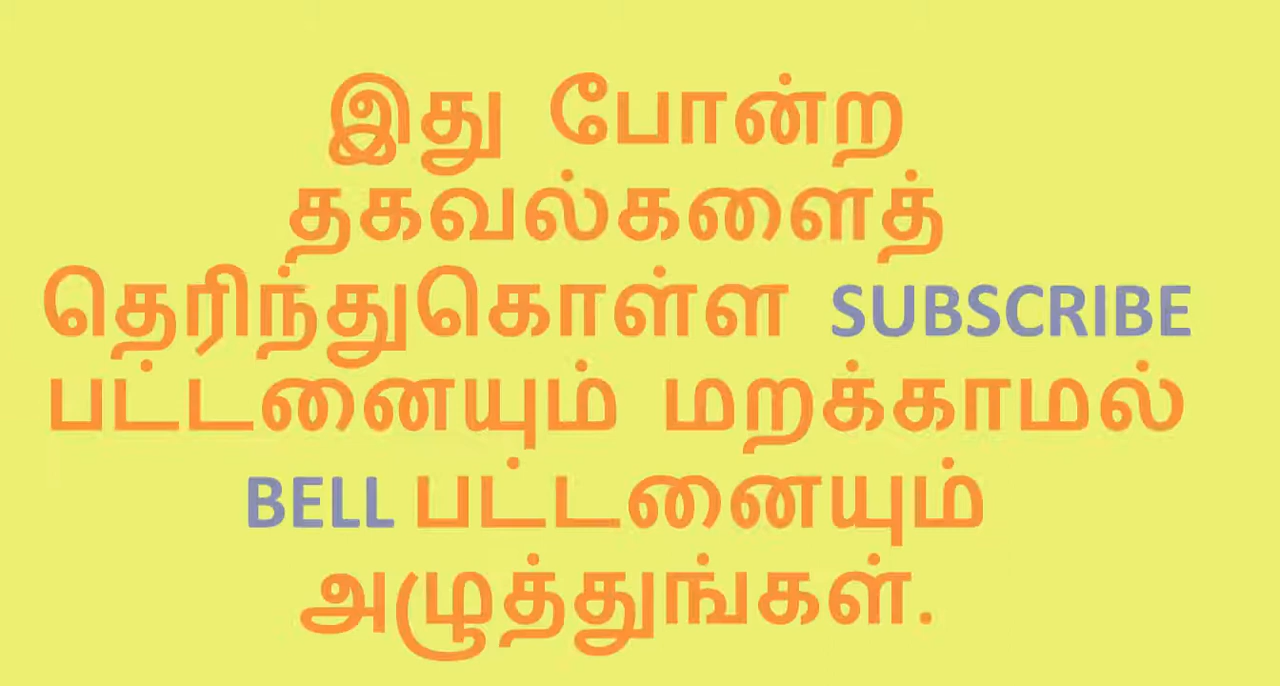 இது போன்ற
தகவல்களைத்
தெரிந்துகொள்ள SUBSCRIBE
பட்டனையும் மறக்காமல்
BELL பட்டனையும்
அழுத்துங்கள்.